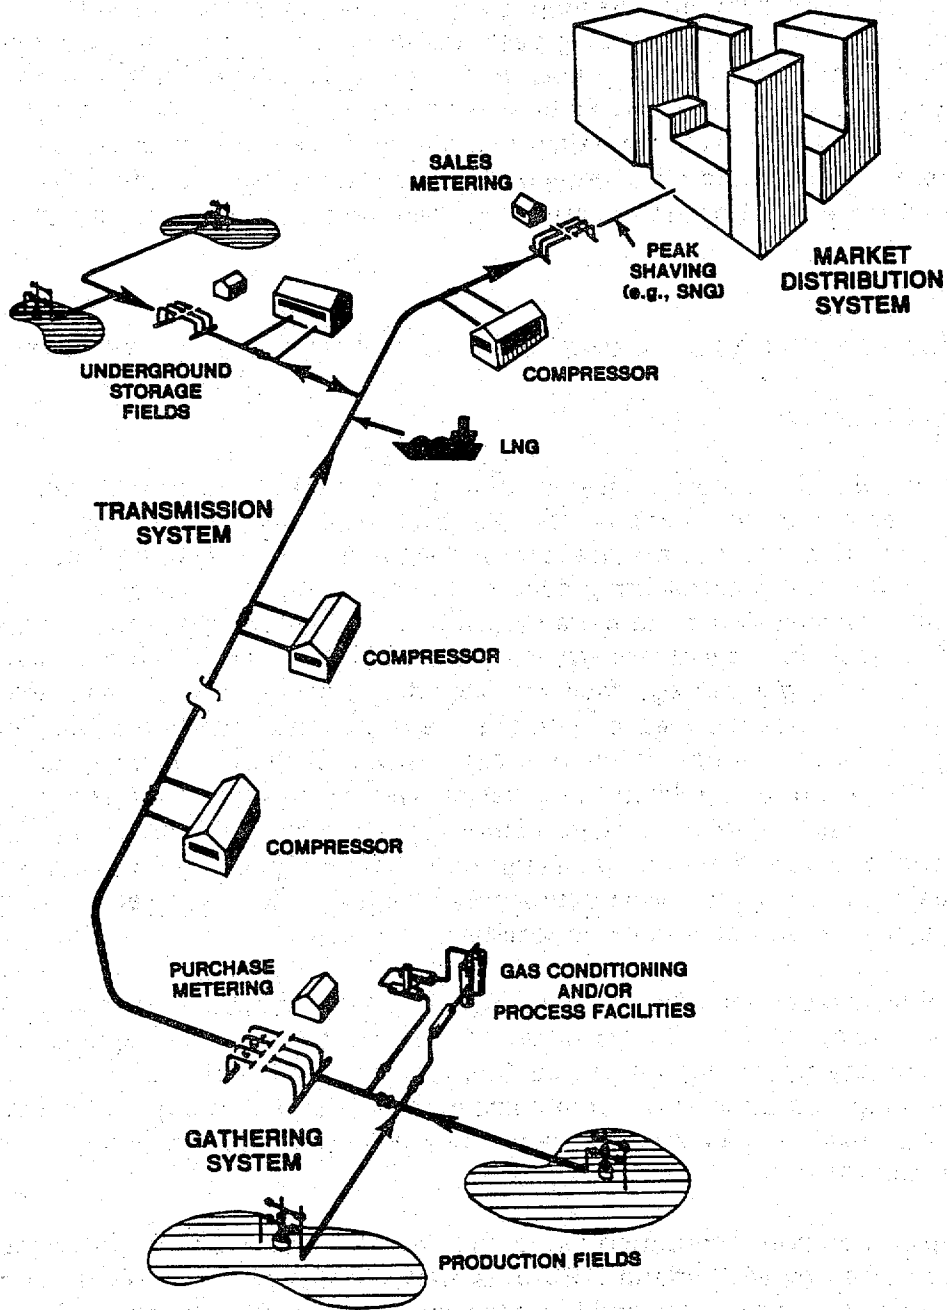 SALES
METERING
PEAK
SHAVING
(e.g., SNG)
MARKET
DISTRIBUTION
SYSTEM
UNDERGROUND
STORAGE
FIELDS
COMPRESSOR
LNG
TRANSMISSION
SYSTEM
COMPRESSOR
COMPRESSOR
PURCHASE
METERING
GAS CONDITIONING
AND/OR
PROCESS FACILITIES
GATHERING
SYSTEM
PRODUCTION FIELDS